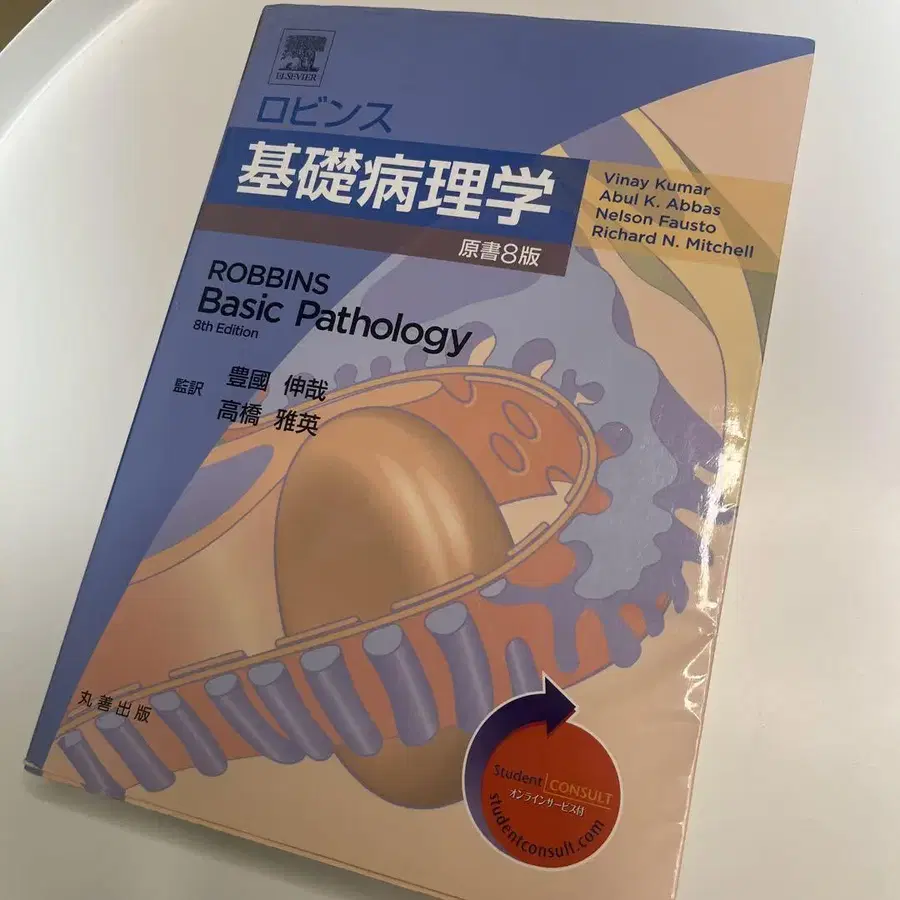 ELSEVIER
ロビンス
基礎病理学
原書8版
Vinay Kumar
Abul K. Abbas
Nelson Fausto
Richard N. Mitchell
ROBBINS
Basic Pathology
8th Edition
監訳 豊國 伸哉
高橋 雅英
丸善出版
Student CONSULT
オンラインサービス付
studentconsult.com